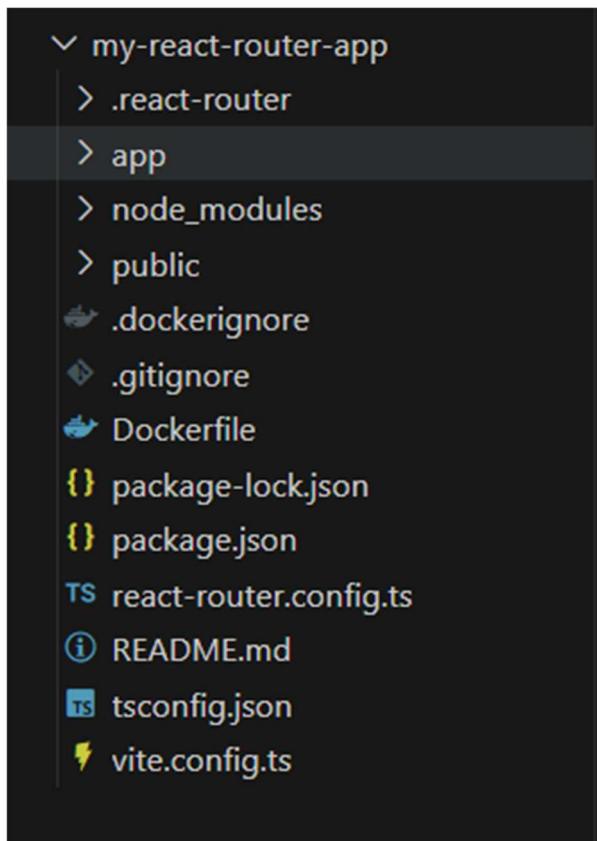 my-react-router-app
.react-router
app
node_modules
public
.dockerignore
.gitignore
Dockerfile
{} package-lock.json
{} package.json
TS react-router.config.ts
README.md
TS tsconfig.json
vite.config.ts